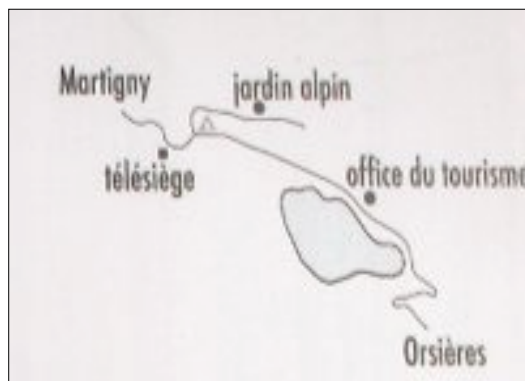 Martigny
jardin alpin
télésiège
office du tourisme
Orsières